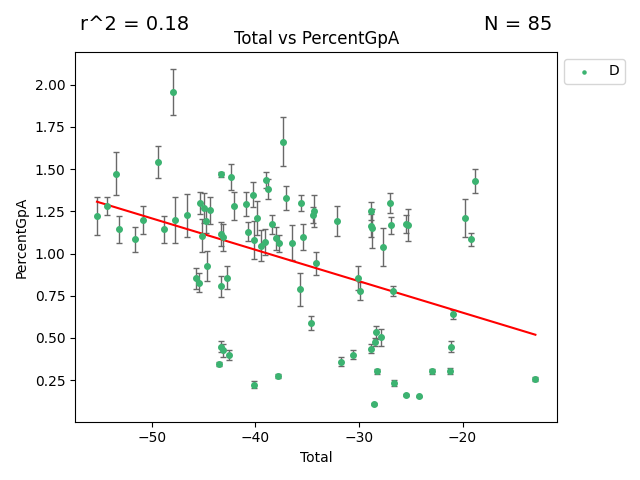 r^2 = 0.18
N = 85
Total vs PercentGpA
D
PercentGpA
2.00
1.75
1.50
1.25
1.00
0.75
0.50
0.25
−50
−40
−30
−20
Total